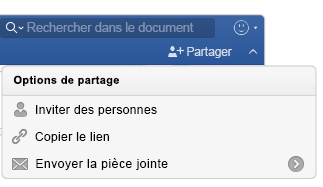 Rechercher dans le document
Partager
Options de partage
Inviter des personnes
Copier le lien
Envoyer la pièce jointe